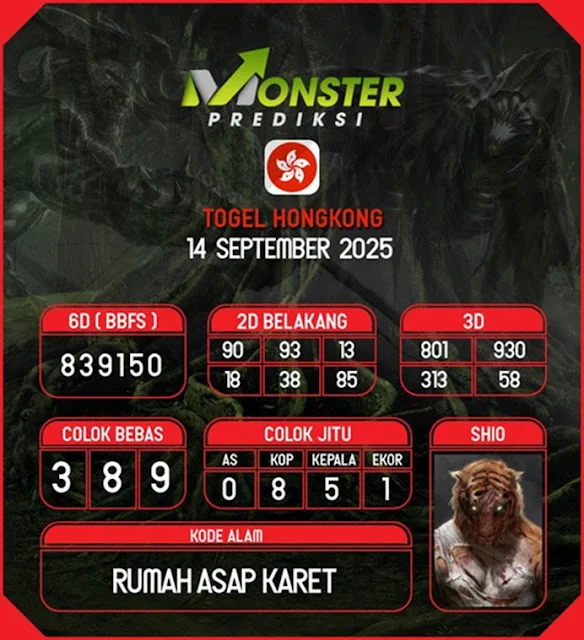 MONSTER
PREDIKSI
TOGEL HONGKONG
14 SEPTEMBER 2025
6D ( BBFS )
839150
2D BELAKANG
90 93 13
18 38 85
3D
801 930
313 58
COLOK BEBAS
3 8 9
COLOK JITU
AS KOP KEPALA EKOR
0 8 5 1
SHIO
KODE ALAM
RUMAH ASAP KARET